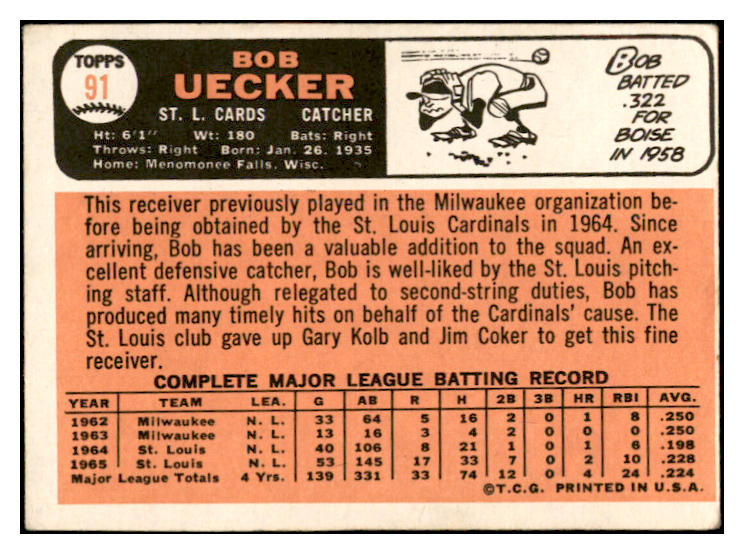 TOPPS
91
BOB
UECKER
ST. L. CARDS CATCHER
Ht: 6'1" Wt: 180 Bats: Right
Throws: Right Born: Jan. 26, 1935
Home: Menomonee Falls, Wisc.
BOB
BATTED
.322
FOR
BOISE
IN 1958
This receiver previously played in the Milwaukee organization be-
fore being obtained by the St. Louis Cardinals in 1964. Since
arriving, Bob has been a valuable addition to the squad. An ex-
cellent defensive catcher, Bob is well-liked by the St. Louis pitch-
ing staff. Although relegated to second-string duties, Bob has
produced many timely hits on behalf of the Cardinals' cause. The
St. Louis club gave up Gary Kolb and Jim Coker to get this fine
receiver.
COMPLETE MAJOR LEAGUE BATTING RECORD
YEAR TEAM LEA. G AB R H 2B 3B HR RBI AVG.
1962 Milwaukee N. L. 33 64 5 16 2 0 1 8 .250
1963 Milwaukee N. L. 13 16 3 4 2 0 0 0 .250
1964 St. Louis N. L. 40 106 8 21 1 0 1 6 .198
1965 St. Louis N. L. 53 145 17 33 7 0 2 10 .228
Major League Totals 4 Yrs. 139 331 33 74 12 0 4 24 .224
©T.C.G. PRINTED IN U.S.A.